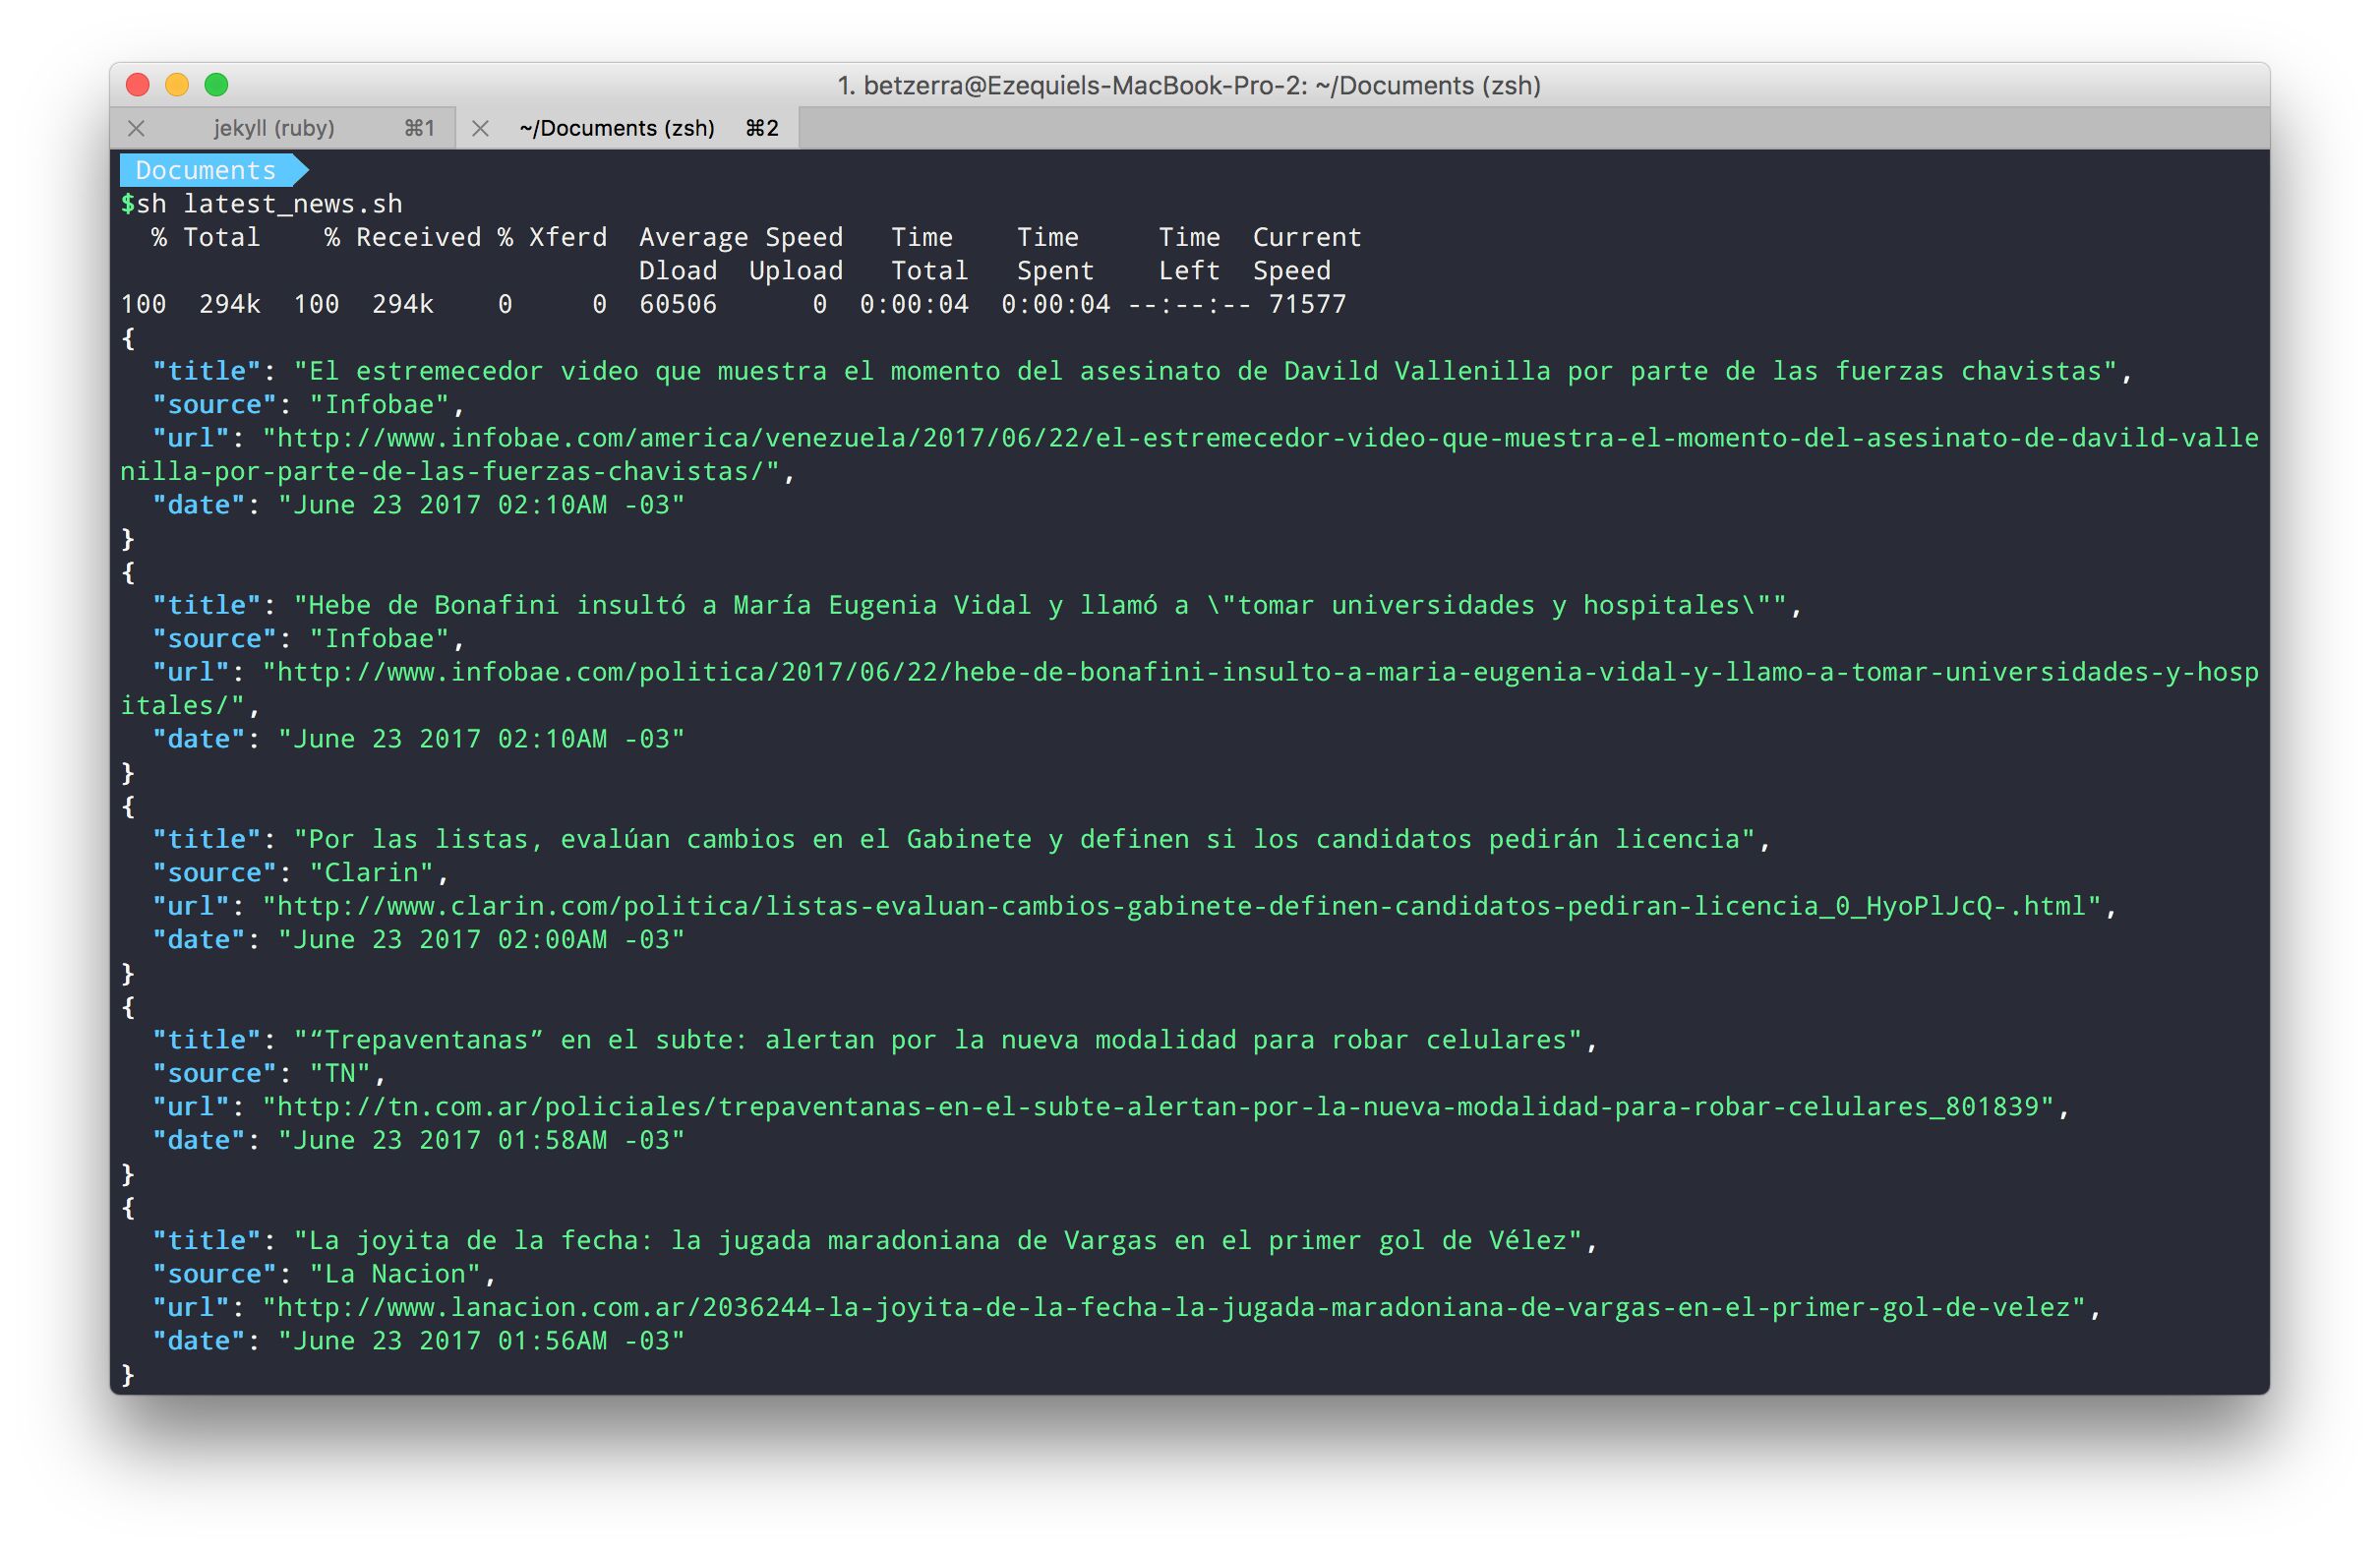 1. betzerra@Ezequiels-MacBook-Pro-2: ~/Documents (zsh)
jekyll (ruby) ⌘1 ~/Documents (zsh) ⌘2
Documents
$sh latest_news.sh
  % Total    % Received % Xferd  Average Speed   Time    Time     Time  Current
                                 Dload  Upload   Total   Spent    Left  Speed
100  294k  100  294k    0     0  60506      0  0:00:04  0:00:04 --:--:-- 71577
{
  "title": "El estremecedor video que muestra el momento del asesinato de Davild Vallenilla por parte de las fuerzas chavistas",
  "source": "Infobae",
  "url": "http://www.infobae.com/america/venezuela/2017/06/22/el-estremecedor-video-que-muestra-el-momento-del-asesinato-de-davild-valle
nilla-por-parte-de-las-fuerzas-chavistas/",
  "date": "June 23 2017 02:10AM -03"
}
{
  "title": "Hebe de Bonafini insultó a María Eugenia Vidal y llamó a \"tomar universidades y hospitales\"",
  "source": "Infobae",
  "url": "http://www.infobae.com/politica/2017/06/22/hebe-de-bonafini-insulto-a-maria-eugenia-vidal-y-llamo-a-tomar-universidades-y-hosp
itales/",
  "date": "June 23 2017 02:10AM -03"
}
{
  "title": "Por las listas, evalúan cambios en el Gabinete y definen si los candidatos pedirán licencia",
  "source": "Clarin",
  "url": "http://www.clarin.com/politica/listas-evaluan-cambios-gabinete-definen-candidatos-pediran-licencia_0_HyoPlJcQ-.html",
  "date": "June 23 2017 02:00AM -03"
}
{
  "title": "“Trepaventanas” en el subte: alertan por la nueva modalidad para robar celulares",
  "source": "TN",
  "url": "http://tn.com.ar/policiales/trepaventanas-en-el-subte-alertan-por-la-nueva-modalidad-para-robar-celulares_801839",
  "date": "June 23 2017 01:58AM -03"
}
{
  "title": "La joyita de la fecha: la jugada maradoniana de Vargas en el primer gol de Vélez",
  "source": "La Nacion",
  "url": "http://www.lanacion.com.ar/2036244-la-joyita-de-la-fecha-la-jugada-maradoniana-de-vargas-en-el-primer-gol-de-velez",
  "date": "June 23 2017 01:56AM -03"
}